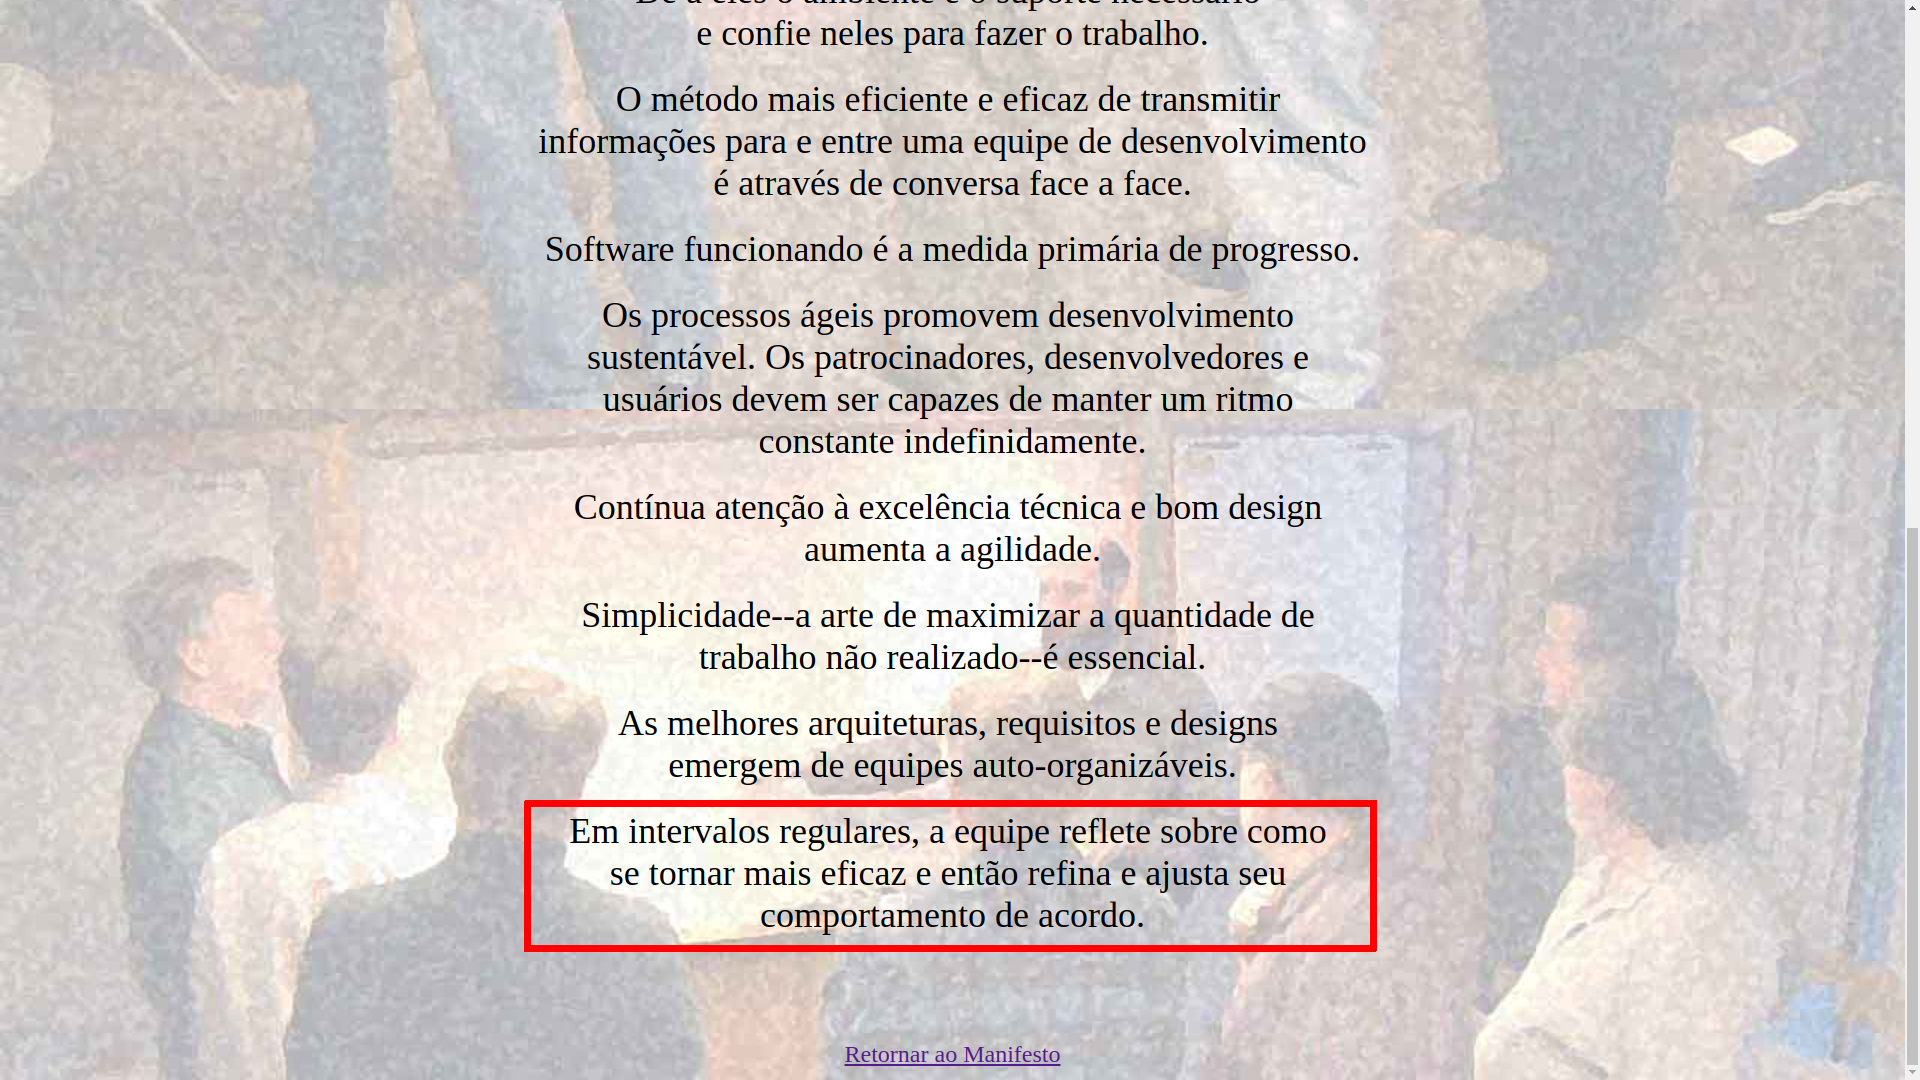 e confie neles para fazer o trabalho.
O método mais eficiente e eficaz de transmitir
informações para e entre uma equipe de desenvolvimento
é através de conversa face a face.
Software funcionando é a medida primária de progresso.
Os processos ágeis promovem desenvolvimento
sustentável. Os patrocinadores, desenvolvedores e
usuários devem ser capazes de manter um ritmo
constante indefinidamente.
Contínua atenção à excelência técnica e bom design
aumenta a agilidade.
Simplicidade--a arte de maximizar a quantidade de
trabalho não realizado--é essencial.
As melhores arquiteturas, requisitos e designs
emergem de equipes auto-organizáveis.
Em intervalos regulares, a equipe reflete sobre como
se tornar mais eficaz e então refina e ajusta seu
comportamento de acordo.
Retornar ao Manifesto